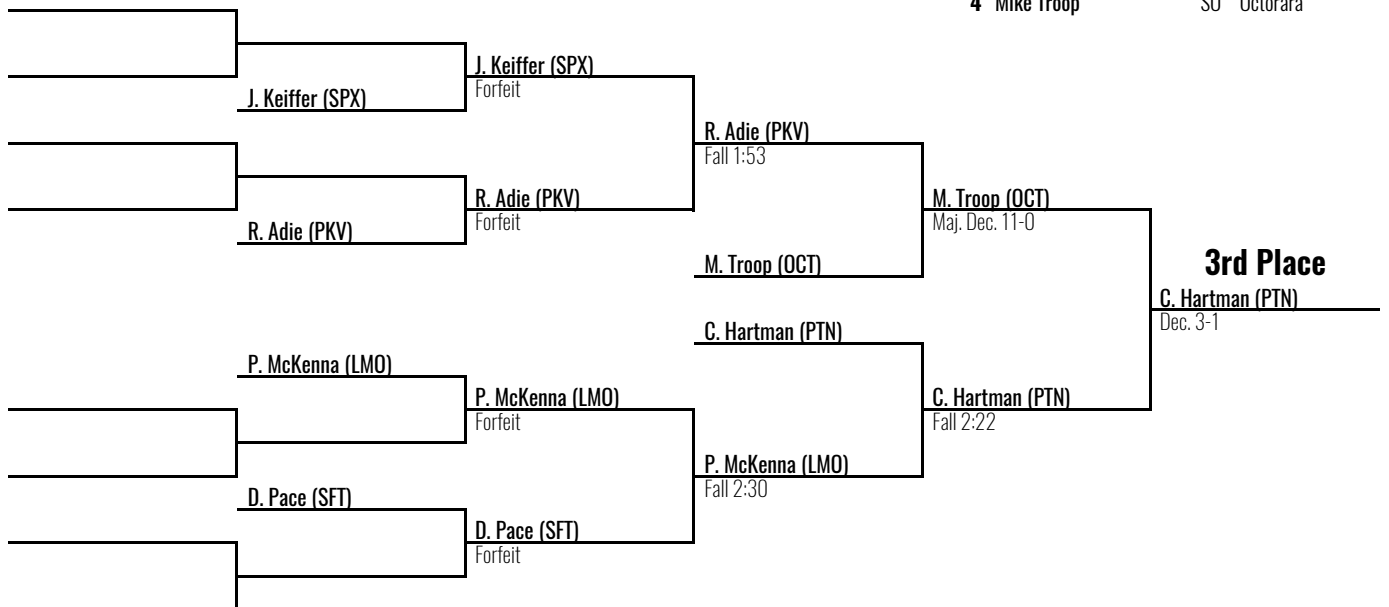 4 Mike Troop SO Octorara
J. Keiffer (SPX)
Forfeit
J. Keiffer (SPX)
R. Adie (PKV)
Fall 1:53
R. Adie (PKV)
Forfeit
M. Troop (OCT)
Maj. Dec. 11-0
R. Adie (PKV)
M. Troop (OCT)
3rd Place
C. Hartman (PTN)
Dec. 3-1
C. Hartman (PTN)
P. McKenna (LMO)
P. McKenna (LMO)
Forfeit
C. Hartman (PTN)
Fall 2:22
P. McKenna (LMO)
Fall 2:30
D. Pace (SFT)
D. Pace (SFT)
Forfeit